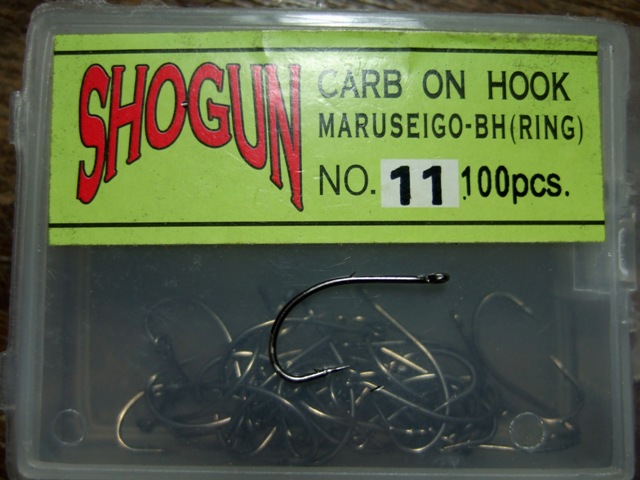 SHOGUN
CARB ON HOOK
MARUSEIGO-BH(RING)
NO. 11 100pcs.